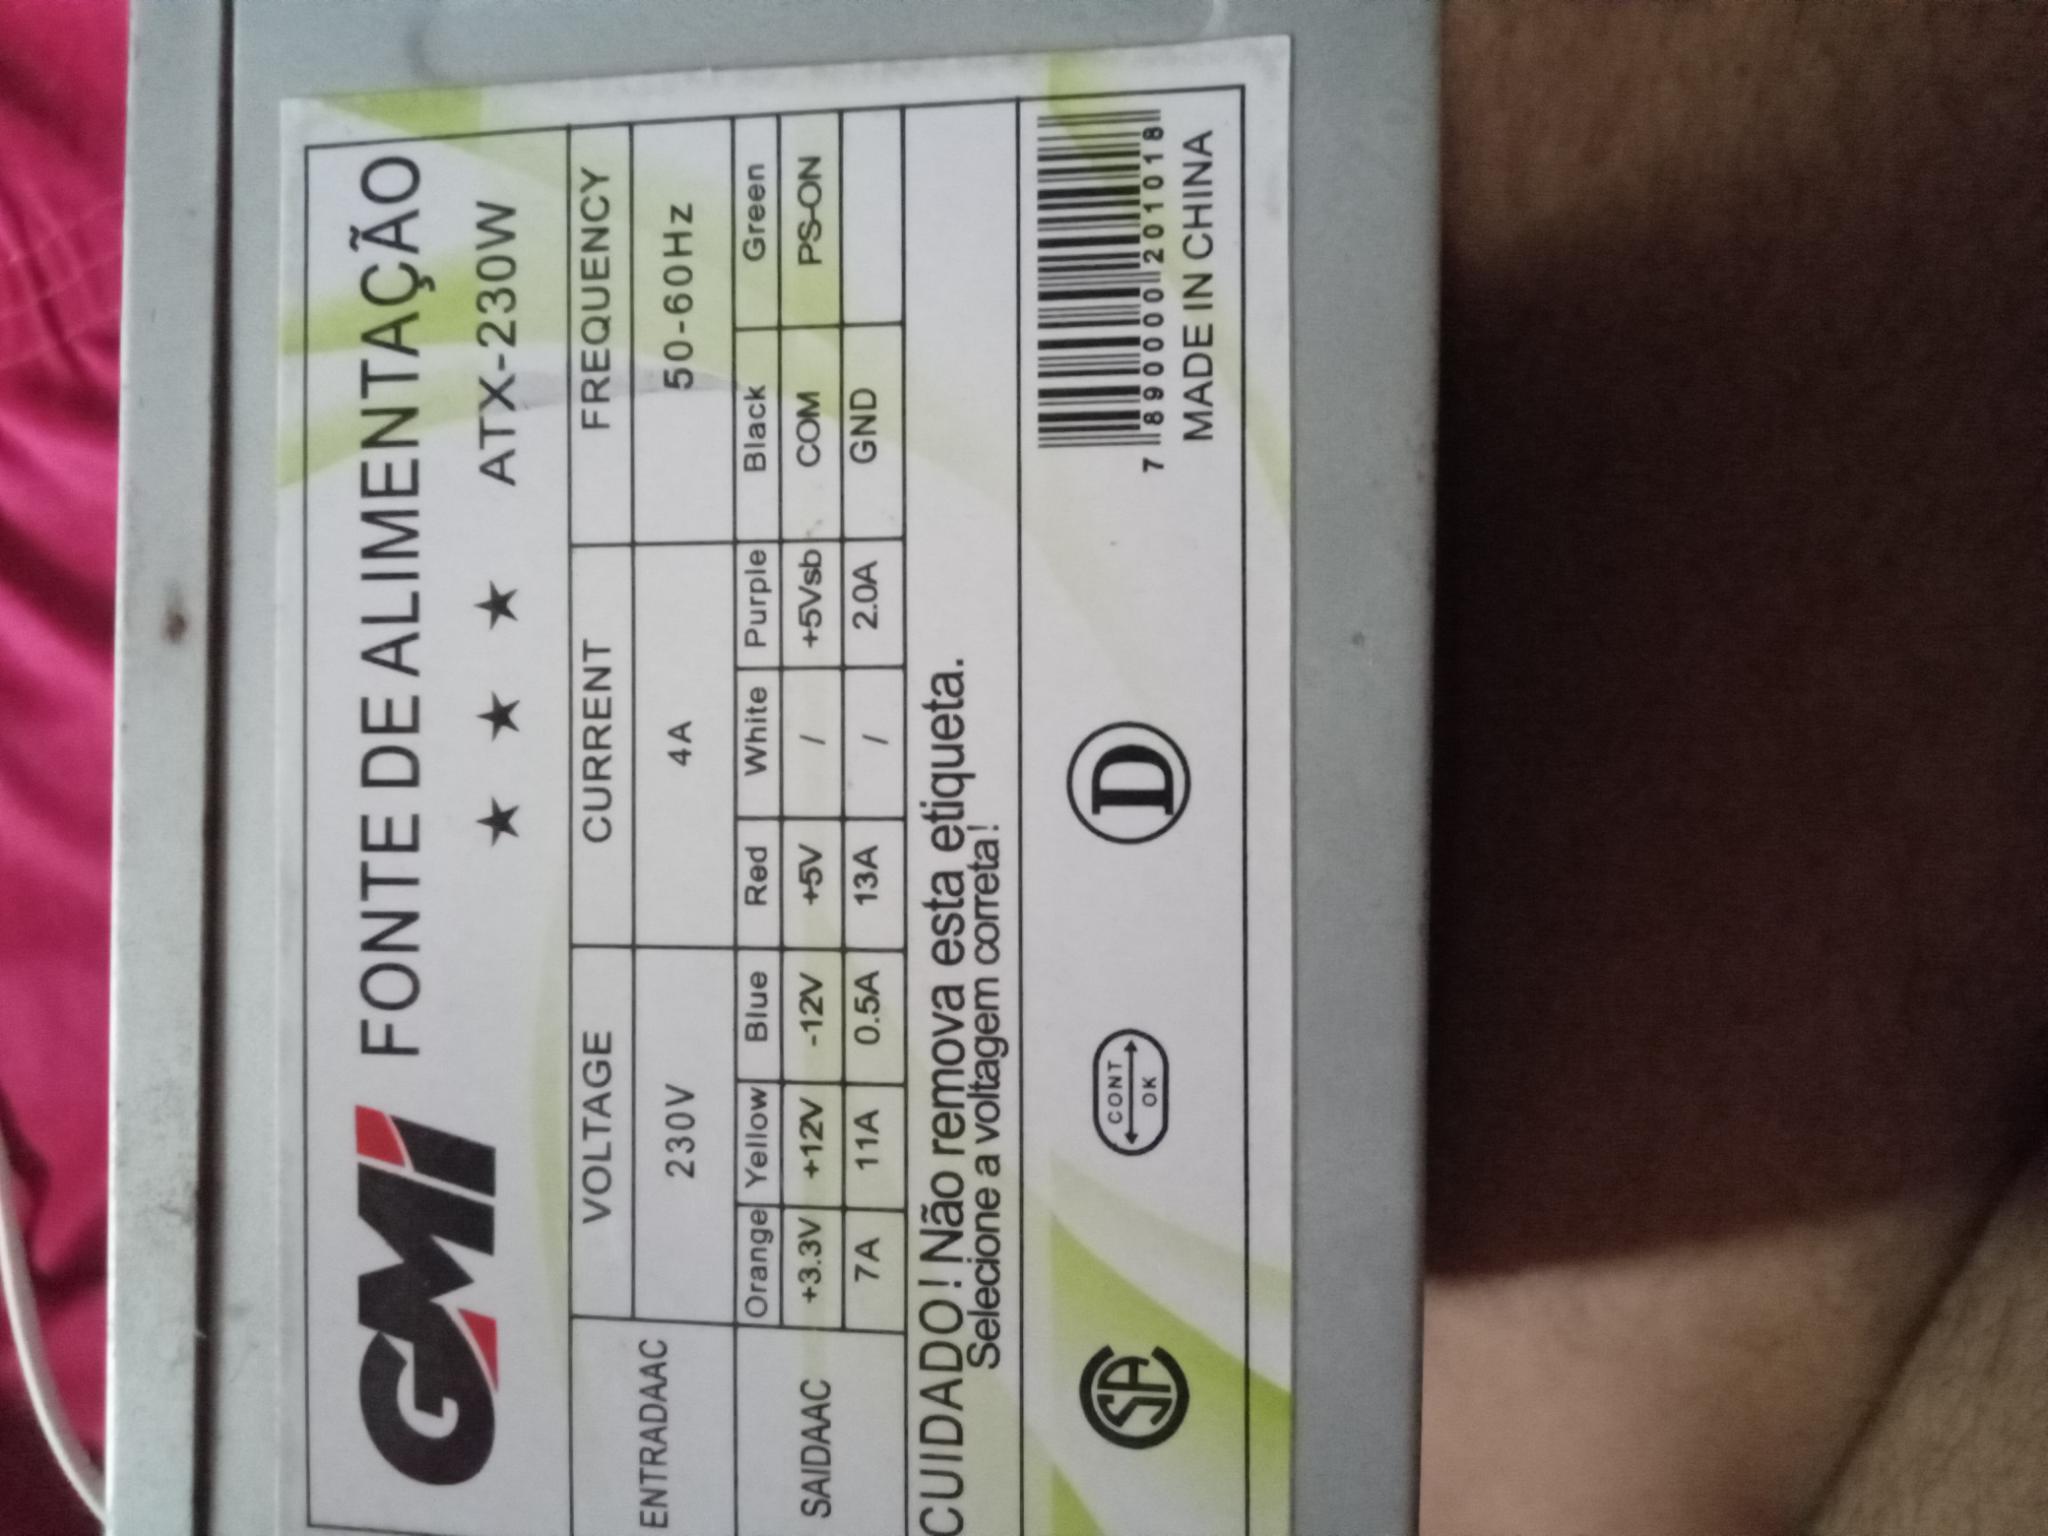 GMI FONTE DE ALIMENTAÇÃO
★ ★ ★ ATX-230W
ENTRADAAC VOLTAGE CURRENT FREQUENCY
230V 4A 50-60Hz
SAIDAAC Orange Yellow Blue Red White Purple Black Green
+3.3V +12V -12V +5V / +5Vsb COM PS-ON
7A 11A 0.5A 13A / 2.0A GND
CUIDADO! Não remova esta etiqueta.
Selecione a voltagem correta!
SA CONT OK D
7 890000 201018
MADE IN CHINA